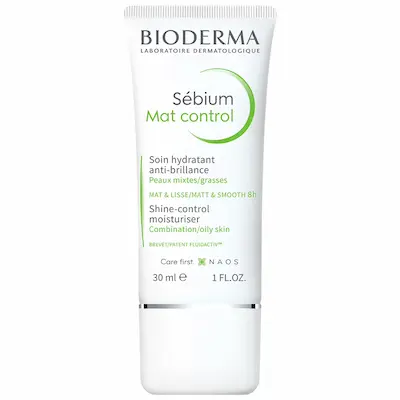 BIODERMA
LABORATOIRE DERMATOLOGIQUE
Sébium
Mat control
Soin hydratant
anti-brillance
Peaux mixtes/grasses
MAT & LISSE/MATT & SMOOTH 8h
Shine-control
moisturiser
Combination/oily skin
BREVET/PATENT FLUIDACTIV™
Care first. NAOS
30 ml ℮ 1 FL.OZ.